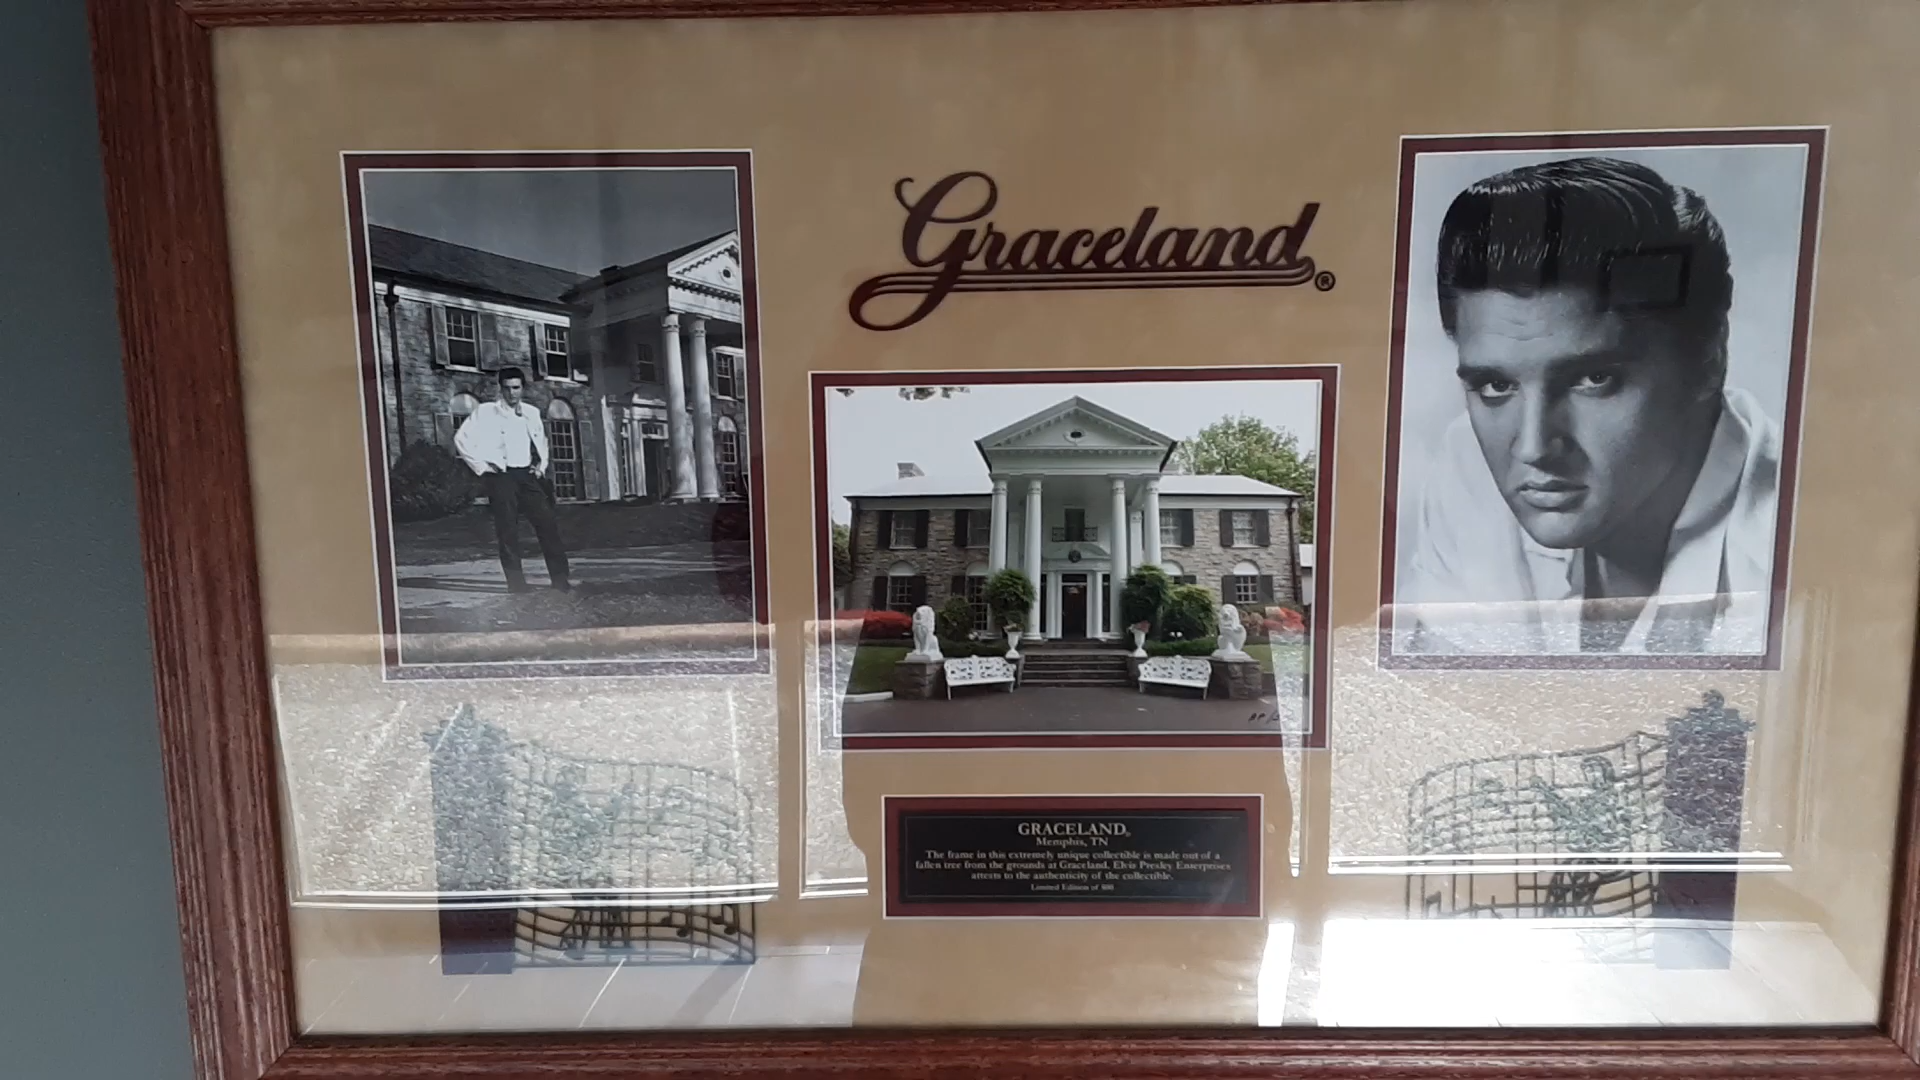 Graceland®
GRACELAND®
Memphis, TN
The frame in this extremely unique collectible is made out of a
fallen tree from the grounds at Graceland. Elvis Presley Enterprises
attests to the authenticity of the collectible.
Limited Edition of